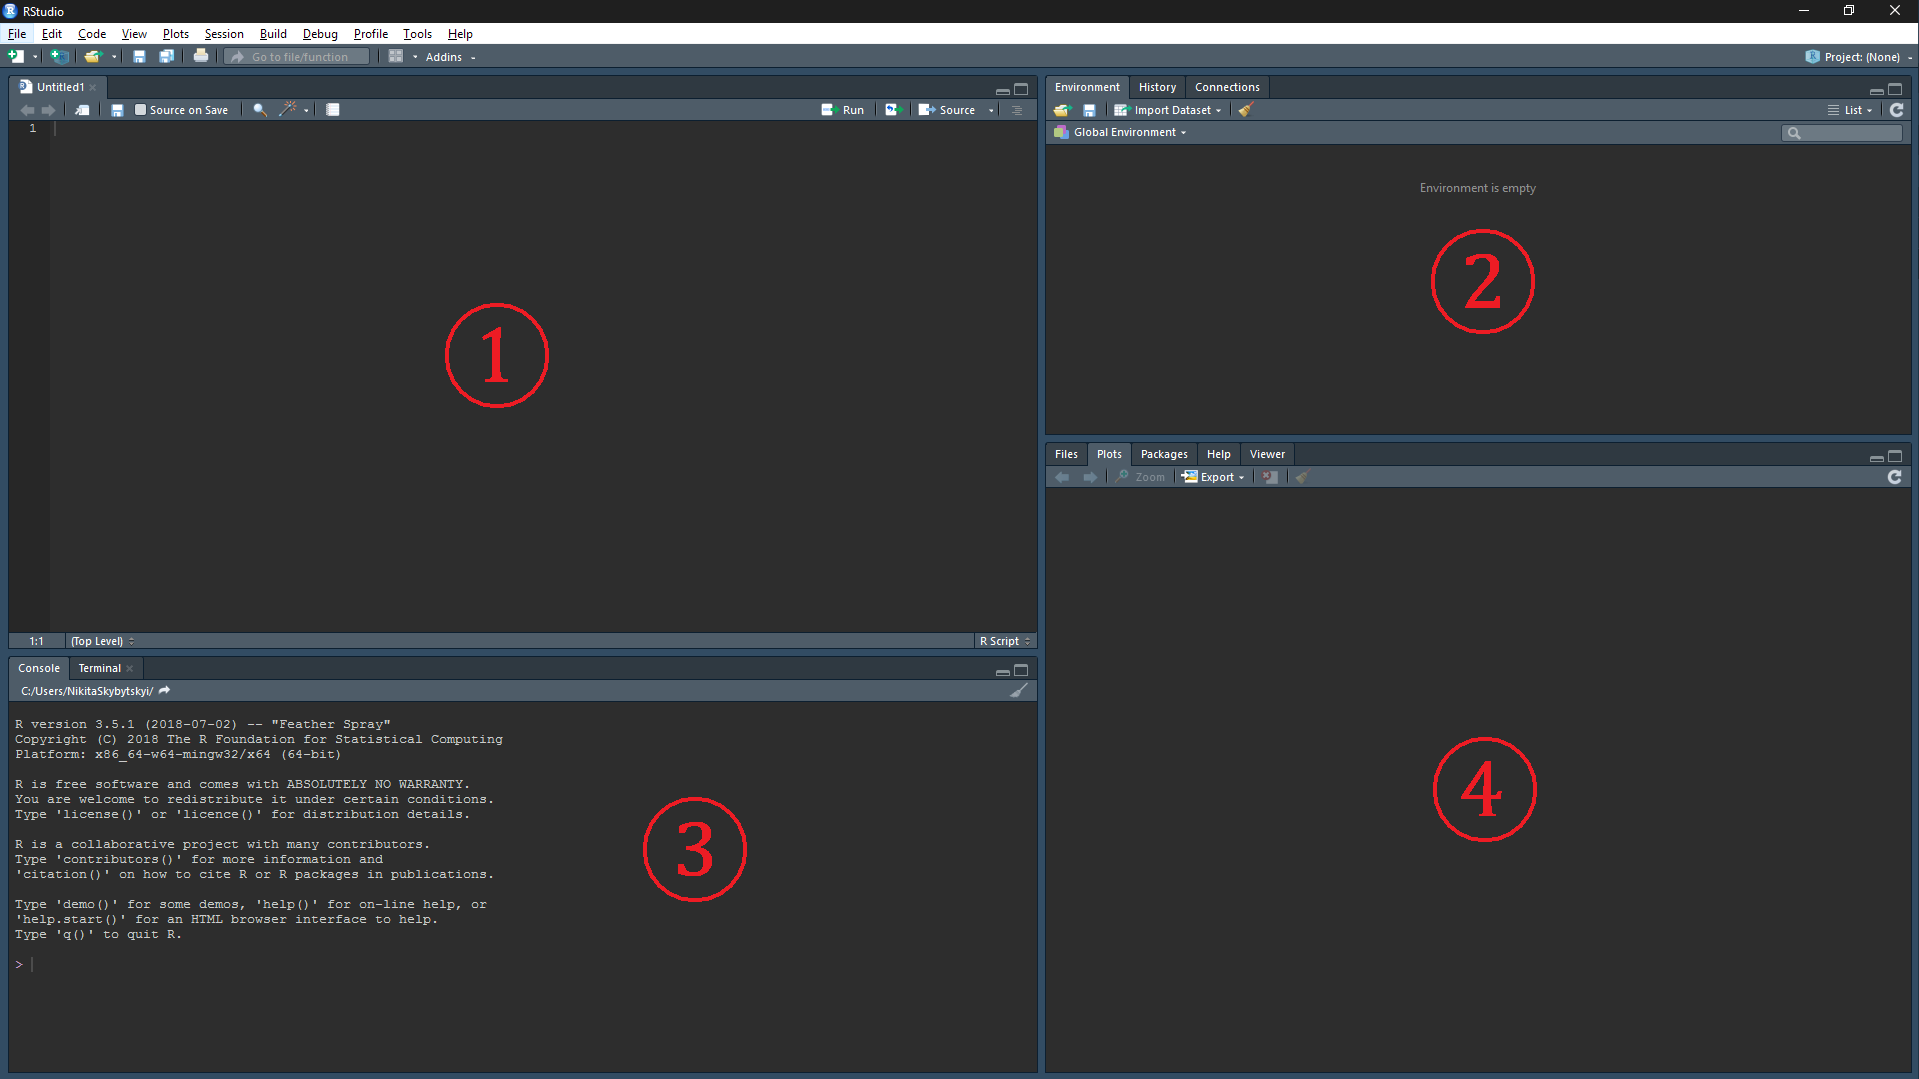 RStudio
File Edit Code View Plots Session Build Debug Profile Tools Help
Go to file/function Addins Project: (None)
Untitled1
Source on Save Run Source
1
1
1:1 (Top Level) R Script
Environment History Connections
Import Dataset List
Global Environment
Environment is empty
2
Console Terminal
C:/Users/NikitaSkybytskyi/
R version 3.5.1 (2018-07-02) -- "Feather Spray"
Copyright (C) 2018 The R Foundation for Statistical Computing
Platform: x86_64-w64-mingw32/x64 (64-bit)
R is free software and comes with ABSOLUTELY NO WARRANTY.
You are welcome to redistribute it under certain conditions.
Type 'license()' or 'licence()' for distribution details.
R is a collaborative project with many contributors.
Type 'contributors()' for more information and
'citation()' on how to cite R or R packages in publications.
Type 'demo()' for some demos, 'help()' for on-line help, or
'help.start()' for an HTML browser interface to help.
Type 'q()' to quit R.
>
3
Files Plots Packages Help Viewer
Zoom Export
4